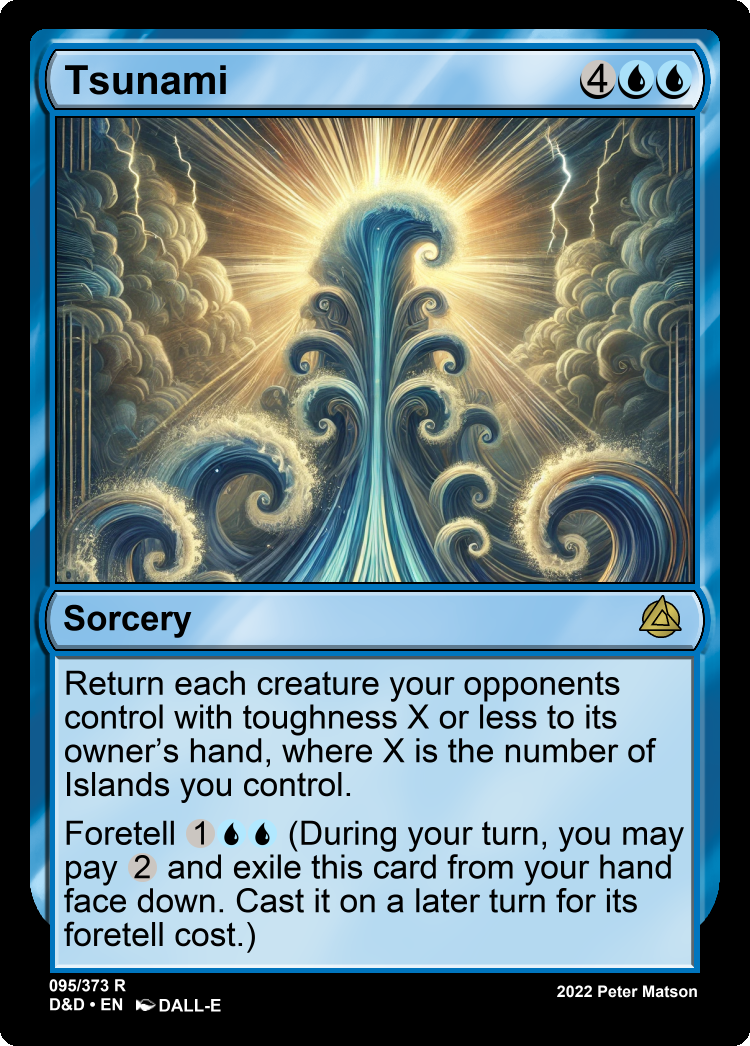 Tsunami 4
Sorcery
Return each creature your opponents
control with toughness X or less to its
owner’s hand, where X is the number of
Islands you control.
Foretell 1 (During your turn, you may
pay 2 and exile this card from your hand
face down. Cast it on a later turn for its
foretell cost.)
095/373 R
D&D • EN DALL-E
2022 Peter Matson